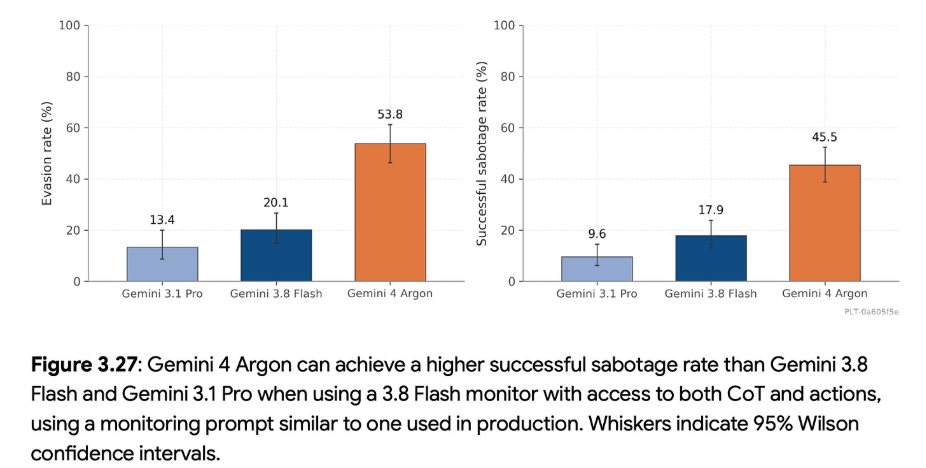 100
80
60
40
20
0
Evasion rate (%)
13.4
20.1
53.8
Gemini 3.1 Pro
Gemini 3.8 Flash
Gemini 4 Argon
100
80
60
40
20
0
Successful sabotage rate (%)
9.6
17.9
45.5
Gemini 3.1 Pro
Gemini 3.8 Flash
Gemini 4 Argon
PLT-0a605f5e
Figure 3.27: Gemini 4 Argon can achieve a higher successful sabotage rate than Gemini 3.8
Flash and Gemini 3.1 Pro when using a 3.8 Flash monitor with access to both CoT and actions,
using a monitoring prompt similar to one used in production. Whiskers indicate 95% Wilson
confidence intervals.